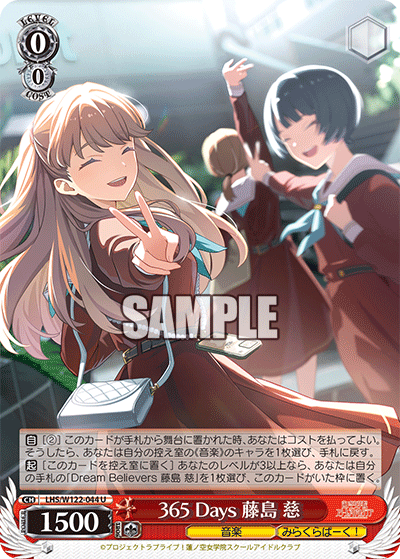 LEVEL
0
0
COST
SAMPLE
自 [②] このカードが手札から舞台に置かれた時、あなたはコストを払ってよい。
そうしたら、あなたは自分の控え室の《音楽》のキャラを1枚選び、手札に戻す。
起 [このカードを控え室に置く] あなたのレベルが3以上なら、あなたは自分
の手札の「Dream Believers 藤島 慈」を1枚選び、このカードがいた枠に置く。
CH LHS/W122-044 U
1500
365 Days 藤島 慈
音楽 みらくらぱーく!
©プロジェクトラブライブ!蓮ノ空女学院スクールアイドルクラブ